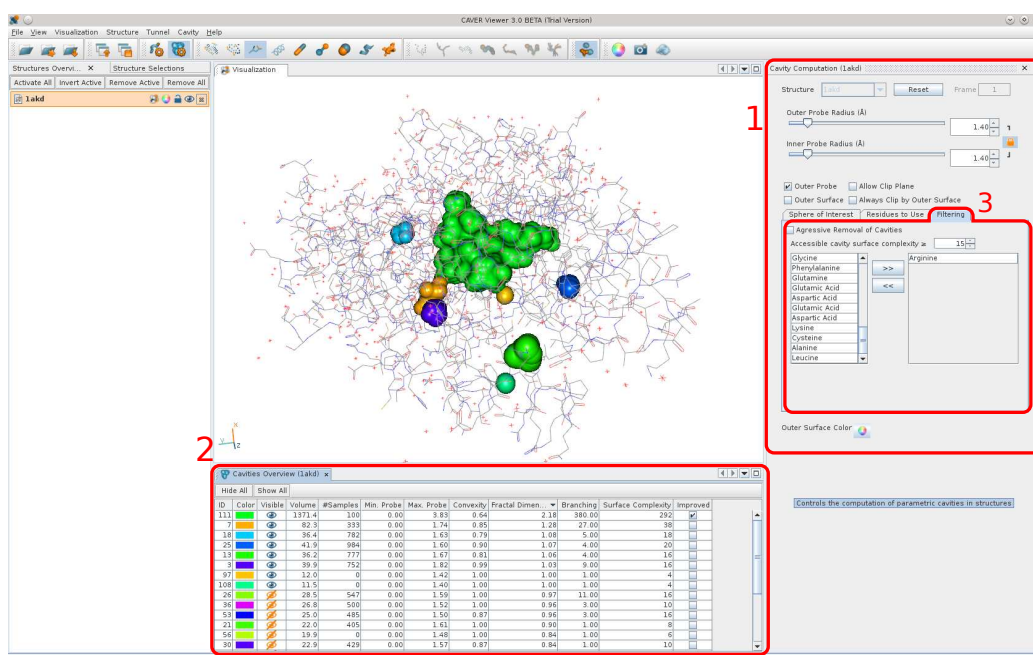 CAVER Viewer 3.0 BETA (Trial Version)
File View Visualization Structure Tunnel Cavity Help
Structures Overvi... × Structure Selections
Activate All Invert Active Remove Active Remove All
1akd
Visualization
x
y
z
1
Cavity Computation (1akd) ×
Structure 1akd Reset Frame 1
Outer Probe Radius (Å)
1.40
Inner Probe Radius (Å)
1.40
Outer Probe Allow Clip Plane
Outer Surface Always Clip by Outer Surface
3
Sphere of Interest Residues to Use Filtering
Agressive Removal of Cavities
Accessible cavity surface complexity ≥ 15
Glycine Arginine
Phenylalanine >>
Glutamine
Glutamic Acid <<
Aspartic Acid
Glutamic Acid
Aspartic Acid
Lysine
Cysteine
Alanine
Leucine
Outer Surface Color
2
Cavities Overview (1akd) ×
Hide All Show All
ID Color Visible Volume #Samples Min. Probe Max. Probe Convexity Fractal Dimen... Branching Surface Complexity Improved
111 1371.4 100 0.00 3.83 0.64 2.18 380.00 292
7 82.3 333 0.00 1.74 0.85 1.28 27.00 38
18 36.4 782 0.00 1.63 0.79 1.08 5.00 18
25 41.9 984 0.00 1.60 0.90 1.07 4.00 20
13 36.2 777 0.00 1.67 0.81 1.06 4.00 16
3 39.9 752 0.00 1.82 0.99 1.03 9.00 16
97 12.0 0 0.00 1.42 1.00 1.00 1.00 4
108 11.5 0 0.00 1.40 1.00 1.00 1.00 4
26 28.5 547 0.00 1.59 1.00 0.97 11.00 16
36 26.8 500 0.00 1.52 1.00 0.96 3.00 10
53 25.0 485 0.00 1.50 0.87 0.96 3.00 16
21 22.0 405 0.00 1.61 1.00 0.90 1.00 8
56 19.9 0 0.00 1.48 1.00 0.84 1.00 6
30 22.9 429 0.00 1.57 0.87 0.84 1.00 10
Controls the computation of parametric cavities in structures